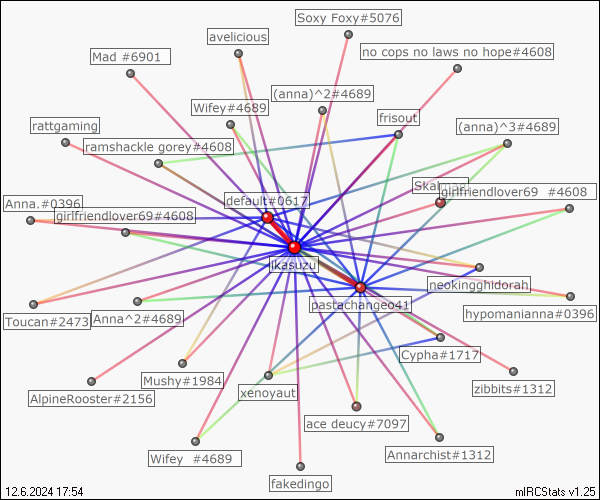 Soxy Foxy#5076
avelicious
Mad #6901
no cops no laws no hope#4608
(anna)^2#4689
Wifey#4689
frisout
rattgaming
(anna)^3#4689
ramshackle gorey#4608
girlfriendlover69 #4608
default#0617
Anna.#0396
girlfriendlover69#4608
ikasuzu
neokingghidorah
pastachangeo41
hypomanianna#0396
Toucan#2473
Anna^2#4689
Cypha#1717
Mushy#1984
zibbits#1312
xenoyaut
AlpineRooster#2156
ace deucy#7097
Annarchist#1312
Wifey #4689
fakedingo
12.6.2024 17:54
mIRCStats v1.25